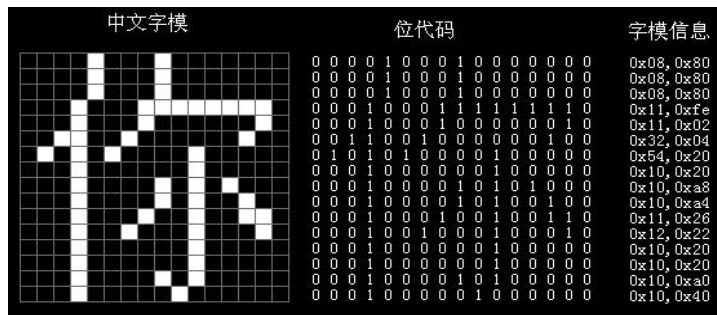 中文字模 位代码 字模信息
0 0 0 0 1 0 0 0 1 0 0 0 0 0 0 0 0x08,0x80
0 0 0 0 1 0 0 0 1 0 0 0 0 0 0 0 0x08,0x80
0 0 0 0 1 0 0 0 1 0 0 0 0 0 0 0 0x08,0x80
0 0 0 1 0 0 0 1 1 1 1 1 1 1 1 0 0x11,0xfe
0 0 0 1 0 0 0 1 0 0 0 0 0 0 1 0 0x11,0x02
0 0 1 1 0 0 1 0 0 0 0 0 0 1 0 0 0x32,0x04
0 1 0 1 0 1 0 0 0 0 1 0 0 0 0 0 0x54,0x20
0 0 0 1 0 0 0 0 0 0 1 0 0 0 0 0 0x10,0x20
0 0 0 1 0 0 0 0 1 0 1 0 1 0 0 0 0x10,0xa8
0 0 0 1 0 0 0 0 1 0 1 0 0 1 0 0 0x10,0xa4
0 0 0 1 0 0 0 1 0 0 1 0 0 1 1 0 0x11,0x26
0 0 0 1 0 0 1 0 0 0 1 0 0 0 1 0 0x12,0x22
0 0 0 1 0 0 0 0 0 0 1 0 0 0 0 0 0x10,0x20
0 0 0 1 0 0 0 0 0 0 1 0 0 0 0 0 0x10,0x20
0 0 0 1 0 0 0 0 1 0 1 0 0 0 0 0 0x10,0xa0
0 0 0 1 0 0 0 0 0 1 0 0 0 0 0 0 0x10,0x40